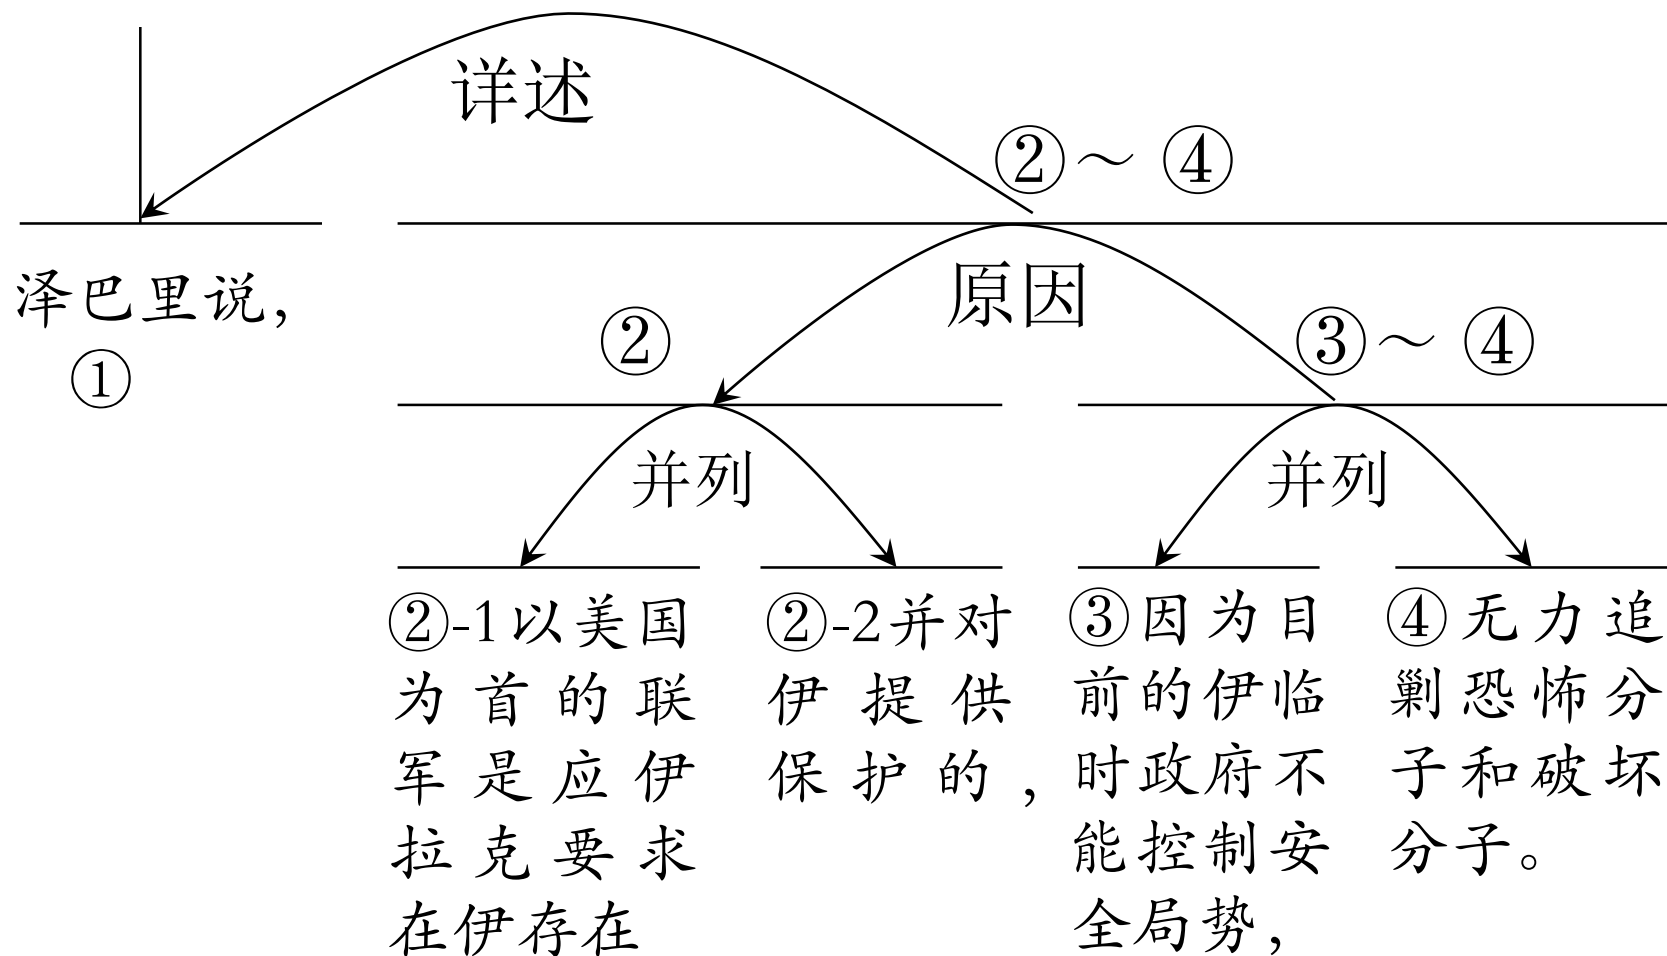 详述
②～④
泽巴里说，
①
原因
②
③～④
并列
并列
②-1以美国
为首的联
军是应伊
拉克要求
在伊存在
②-2并对
伊提供
保护的，
③因为目
前的伊临
时政府不
能控制安
全局势，
④无力追
剿恐怖分
子和破坏
分子。